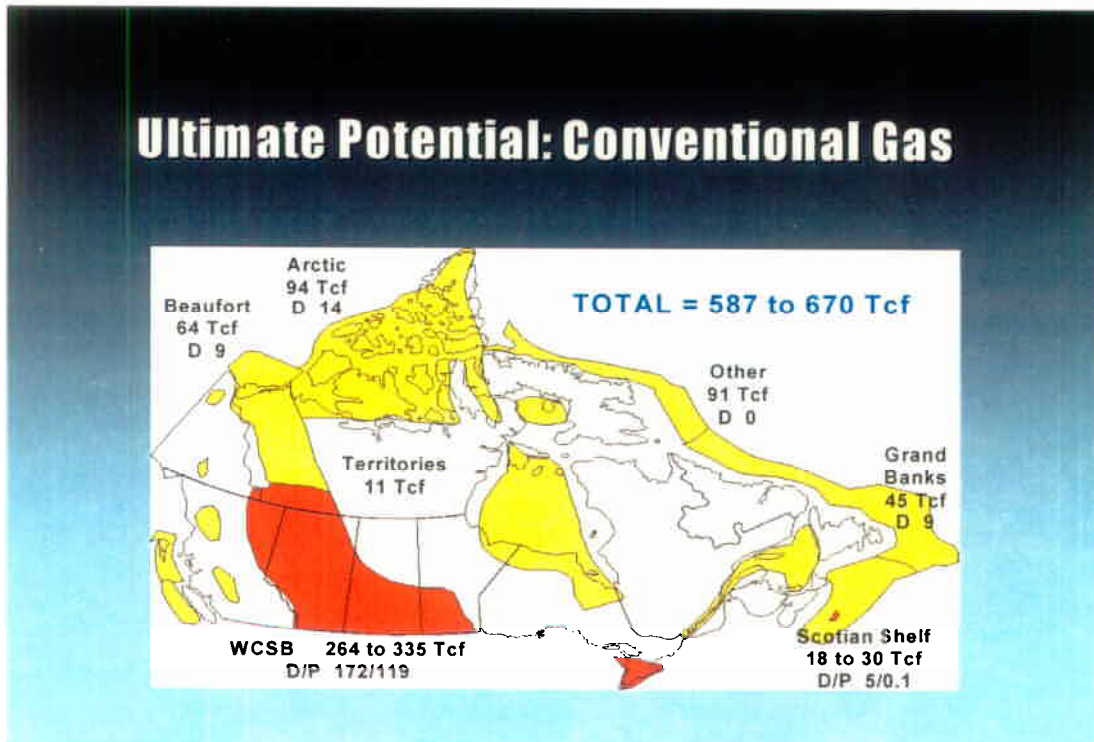 Ultimate Potential: Conventional Gas
Arctic
94 Tcf
D 14
Beaufort
64 Tcf
D 9
TOTAL = 587 to 670 Tcf
Other
91 Tcf
D 0
Grand
Banks
45 Tcf
D 9
Territories
11 Tcf
WCSB 264 to 335 Tcf
D/P 172/119
Scotian Shelf
18 to 30 Tcf
D/P 5/0.1